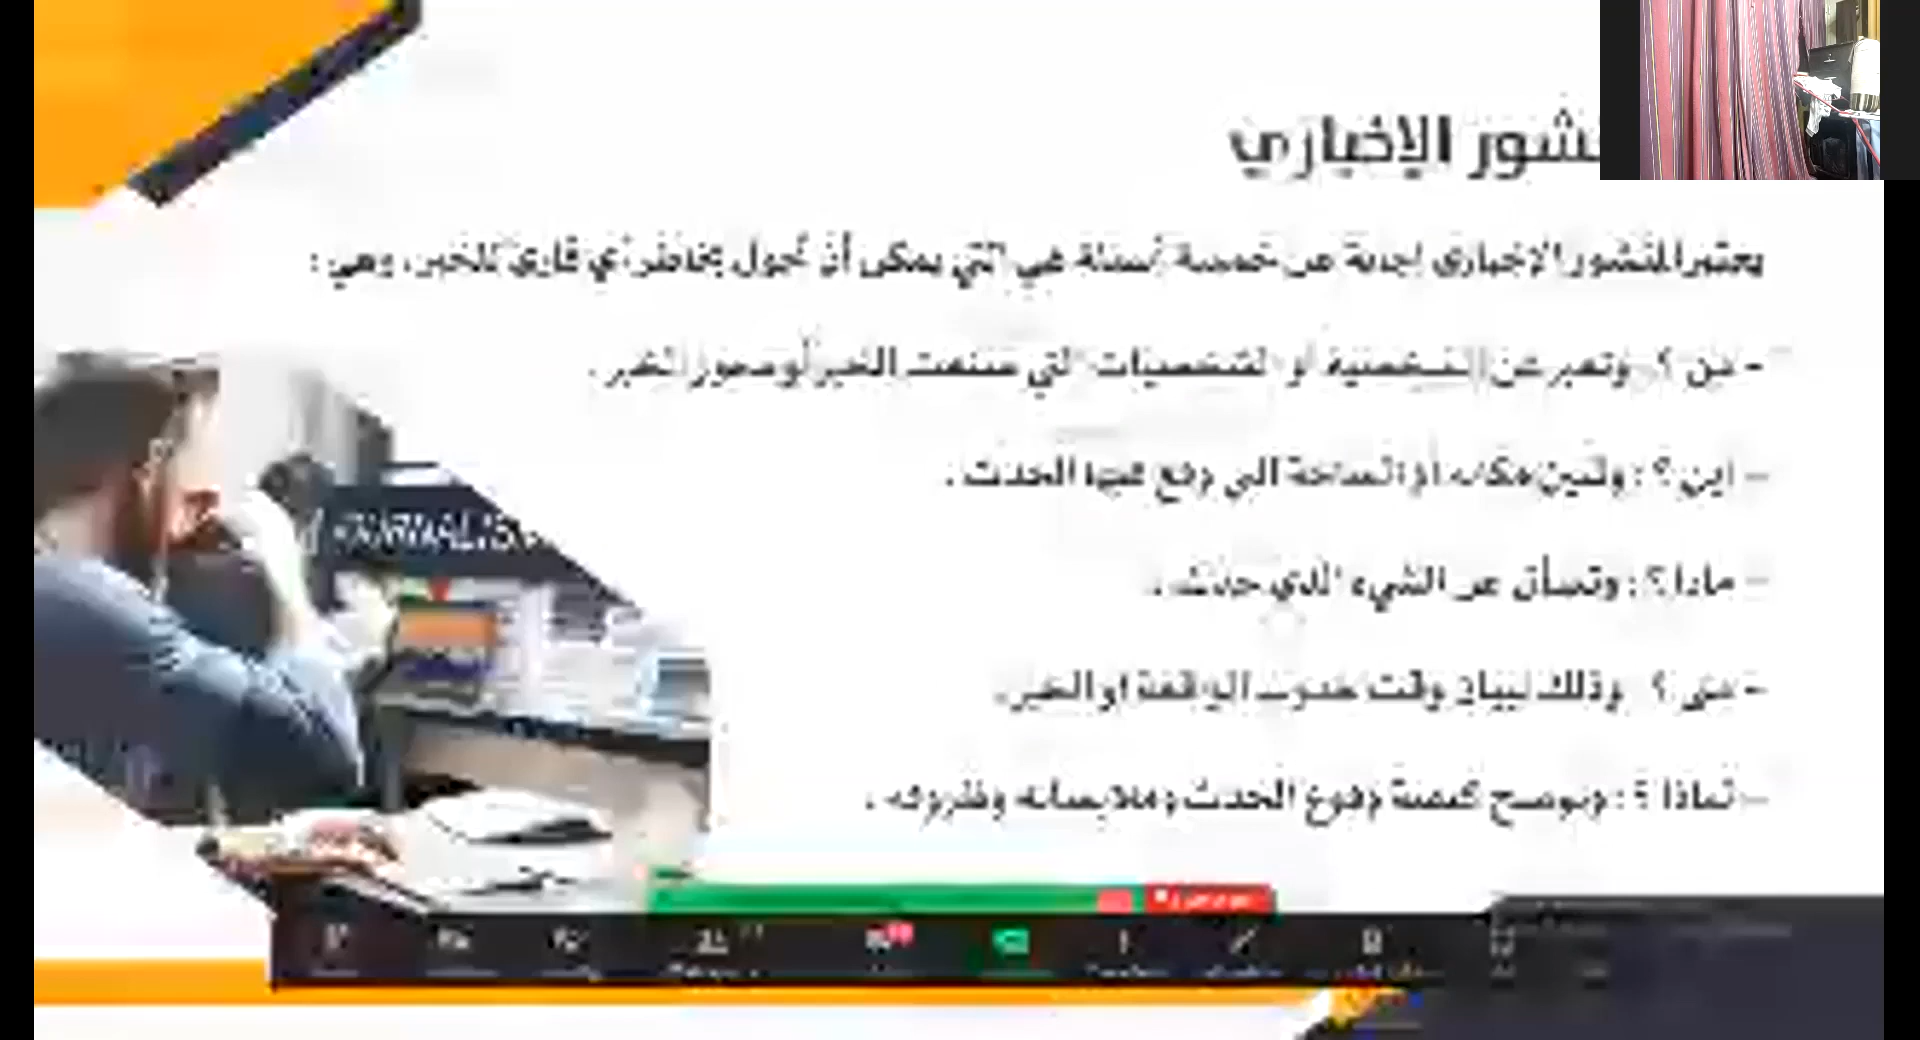 المنشور الإخباري
يعتبر المنشور الإخباري إجابة عن خمسة أسئلة هي التي يمكن أن تجول بخاطر أي قارئ للخبر، وهي :
- من ؟ وتعبر عن الشخصية أو الشخصيات التي صنعت الخبر أو محور الخبر .
- أين ؟ : وتبين مكانه أو الساحة التي وقع فيها الحدث .
- ماذا ؟ : وتسأل عن الشيء الذي حدث .
- متى ؟ وذلك لبيان وقت حدوث الواقعة أو الخبر.
- لماذا ؟ : وتوضح كيفية وقوع الحدث وملابساته وظروفه .